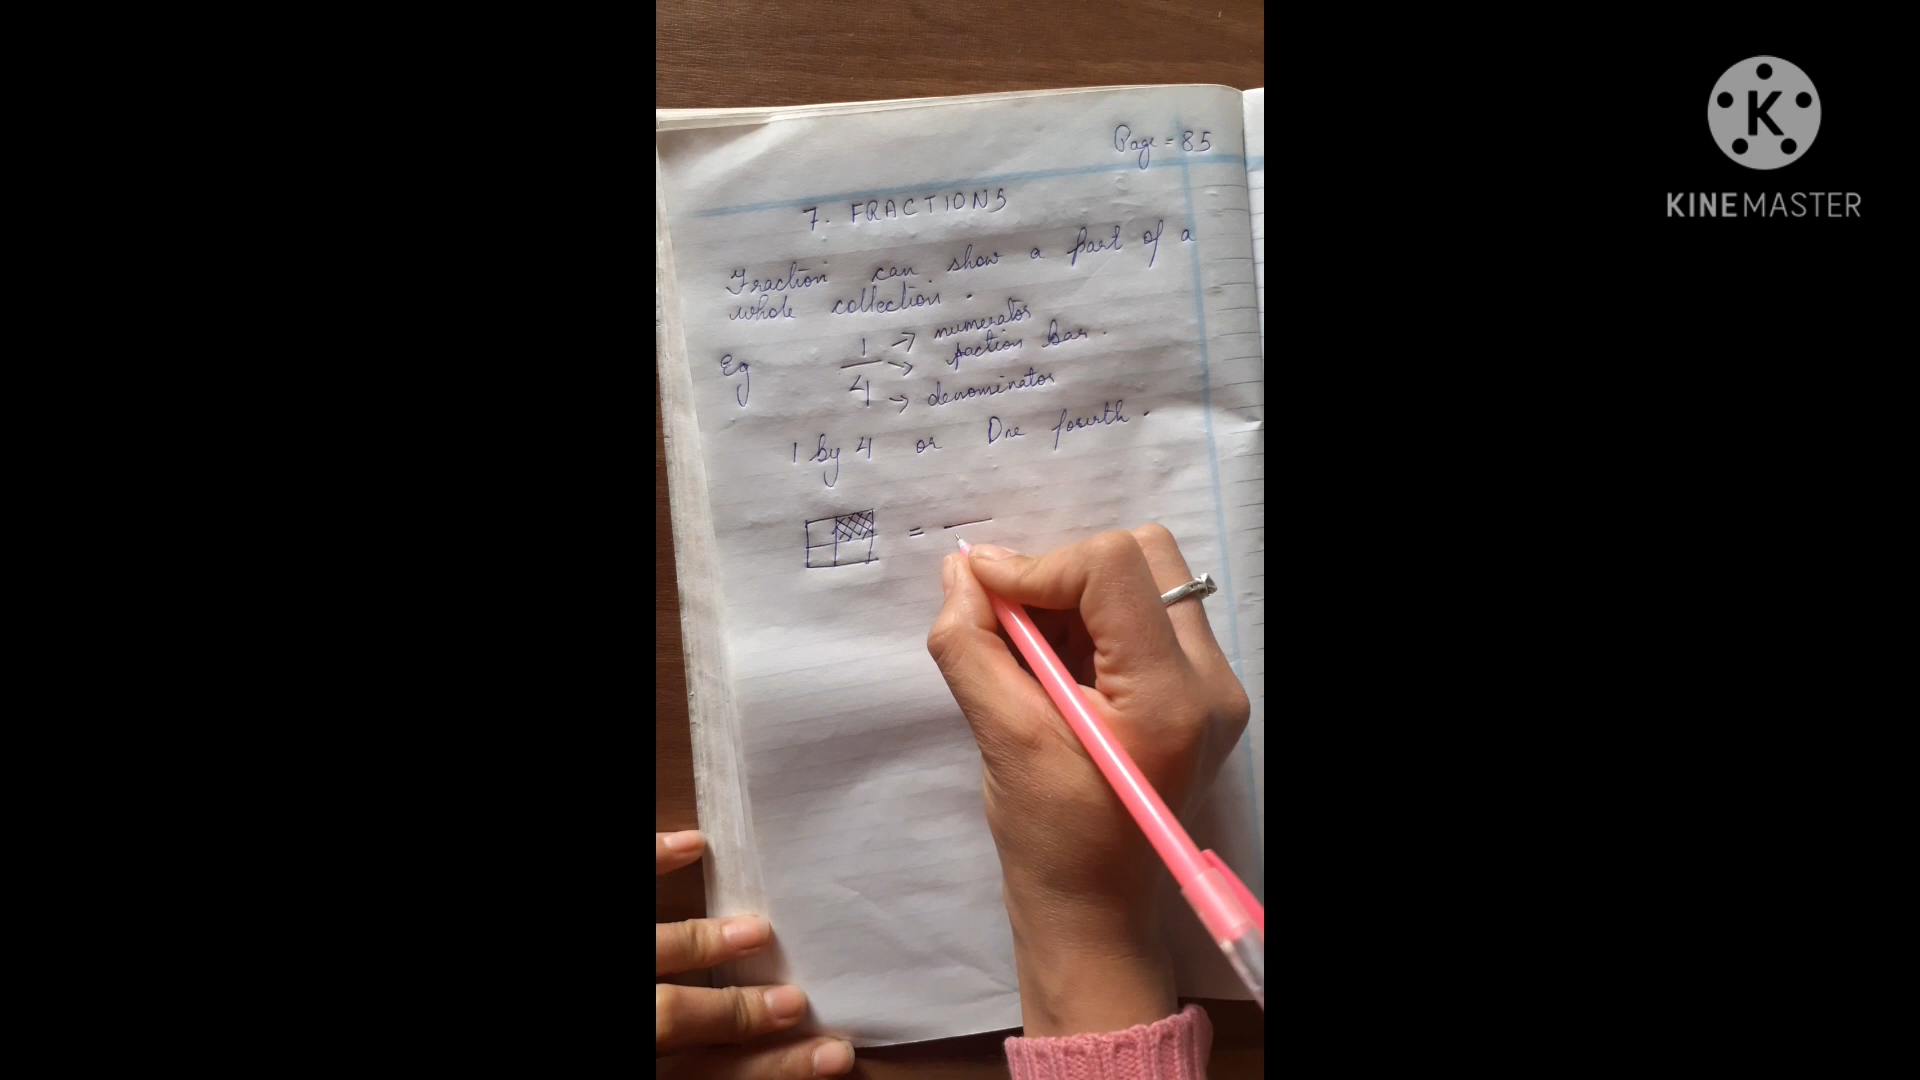 Page = 85
7. FRACTIONS
Fraction can show a part of a
whole collection.
Eg 1 → numerator
→ faction bar.
4 → denominator
1 by 4 or One fourth.
=
K
KINEMASTER